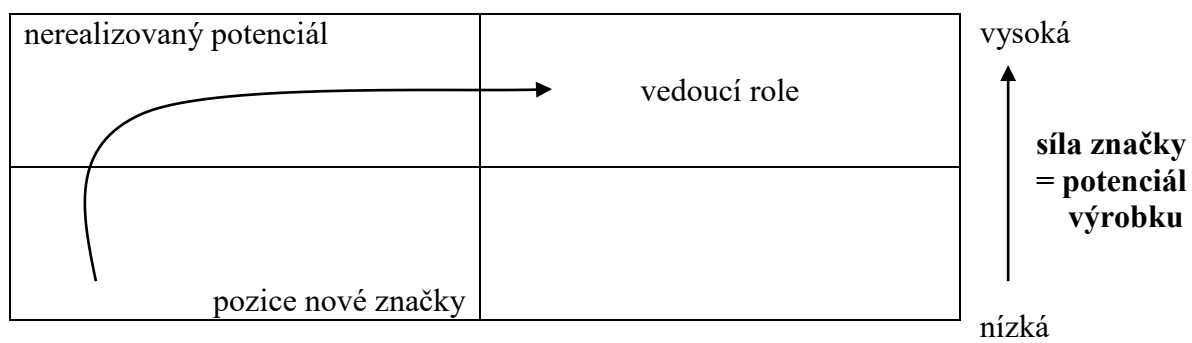 nerealizovaný potenciál
vysoká
vedoucí role
síla značky
= potenciál
výrobku
pozice nové značky
nízká